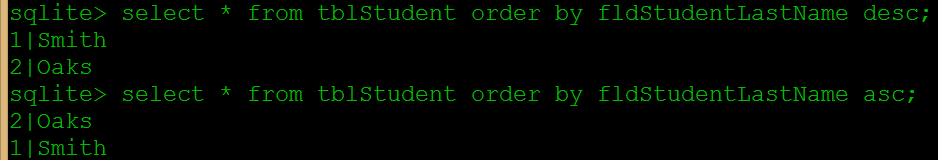 sqlite> select * from tblStudent order by fldStudentLastName desc;
1|Smith
2|Oaks
sqlite> select * from tblStudent order by fldStudentLastName asc;
2|Oaks
1|Smith